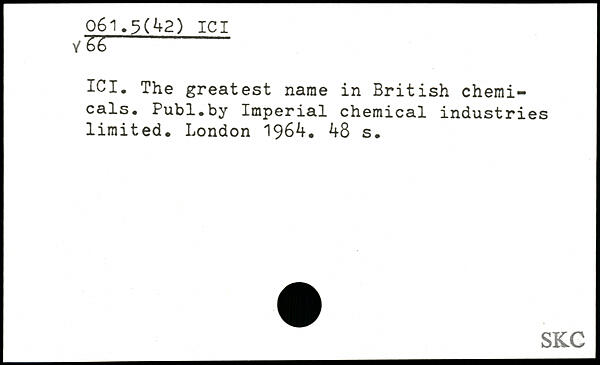 061.5(42) ICI
v 66
ICI. The greatest name in British chemi-
cals. Publ.by Imperial chemical industries
limited. London 1964. 48 s.
SKC